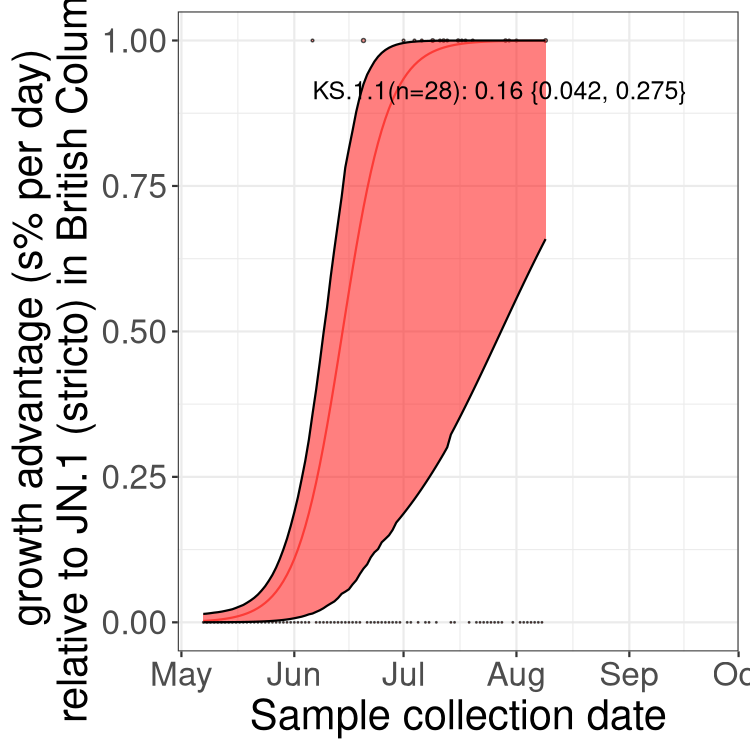 growth advantage (s% per day)
relative to JN.1 (stricto) in British Colum
1.00
0.75
0.50
0.25
0.00
KS.1.1(n=28): 0.16 {0.042, 0.275}
May Jun Jul Aug Sep Oc
Sample collection date